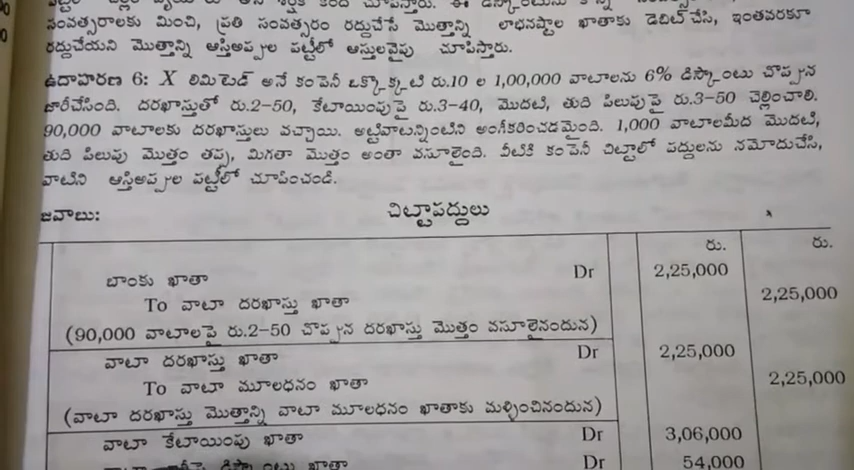 సంవత్సరాలకు మించి, ప్రతి సంవత్సరం రద్దుచేసే మొత్తాన్ని లాభనష్టాల ఖాతాకు డెబిట్ చేసి, ఇంతవరకూ
రద్దుచేయని మొత్తాన్ని ఆస్తిఅప్పుల పట్టీలో ఆస్తులవైపు చూపిస్తారు.
ఉదాహరణ 6: X లిమిటెడ్ అనే కంపెనీ ఒక్కొక్కటి రు.10 ల 1,00,000 వాటాలను 6% డిస్కౌంటు చొప్పున
జారీచేసింది. దరఖాస్తుతో రు.2–50, కేటాయింపుపై రు.3–40, మొదటి, తుది పిలుపుపై రు.3–50 చెల్లించాలి.
90,000 వాటాలకు దరఖాస్తులు వచ్చాయి. అట్టివాటన్నింటిని అంగీకరించడమైంది. 1,000 వాటాలమీద మొదటి,
తుది పిలుపు మొత్తం తప్ప, మిగతా మొత్తం అంతా వసూలైంది. వీటికి కంపెనీ చిట్టాలో పద్దులను నమోదుచేసి,
వాటిని ఆస్తిఅప్పుల పట్టీలో చూపించండి.
జవాబు: చిట్టాపద్దులు
రు. రు.
బాంకు ఖాతా Dr 2,25,000
To వాటా దరఖాస్తు ఖాతా 2,25,000
(90,000 వాటాలపై రు.2–50 చొప్పున దరఖాస్తు మొత్తం వసూలైనందున)
వాటా దరఖాస్తు ఖాతా Dr 2,25,000
To వాటా మూలధనం ఖాతా 2,25,000
(వాటా దరఖాస్తు మొత్తాన్ని వాటా మూలధనం ఖాతాకు మళ్ళించినందున)
వాటా కేటాయింపు ఖాతా Dr 3,06,000
డిస్కౌంటు ఖాతా Dr 54,000